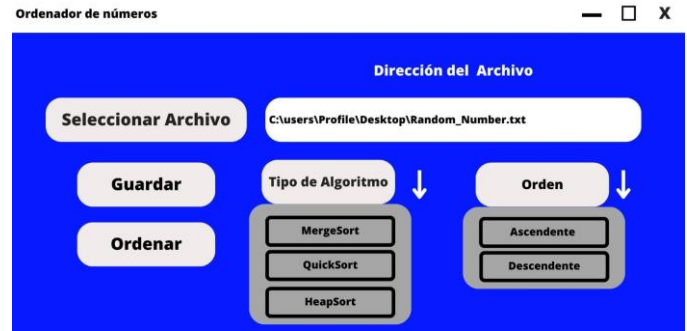 Ordenador de números X
Dirección del Archivo
Seleccionar Archivo
C:\users\Profile\Desktop\Random_Number.txt
Guardar
Tipo de Algoritmo
Orden
Ordenar
MergeSort
QuickSort
HeapSort
Ascendente
Descendente